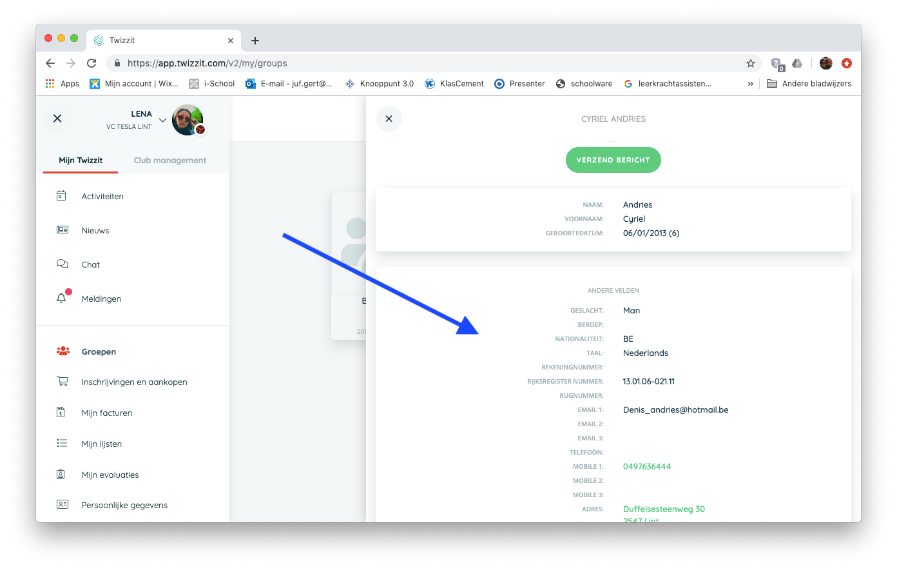 Twizzit
https://app.twizzit.com/v2/my/groups
Apps
Mijn account | Wix...
i-School
E-mail - juf.gert@...
Knooppunt 3.0
KlasCement
Presenter
schoolware
leerkrachtassisten...
»
Andere bladwijzers
LENA
VC TESLA LINT
Mijn Twizzit
Club management
Activiteiten
Nieuws
Chat
Meldingen
Groepen
Inschrijvingen en aankopen
Mijn facturen
Mijn lijsten
Mijn evaluaties
Persoonlijke gegevens
B
201
CYRIEL ANDRIES
VERZEND BERICHT
NAAM: Andries
VOORNAAM: Cyriel
GEBOORTEDATUM: 06/01/2013 (6)
ANDERE VELDEN
GESLACHT: Man
BEROEP:
NATIONALITEIT: BE
TAAL: Nederlands
REKENINGNUMMER:
RIJKSREGISTER NUMMER: 13.01.06-021.11
RUGNUMMER:
EMAIL 1: Denis_andries@hotmail.be
EMAIL 2:
EMAIL 3:
TELEFOON:
MOBILE 1: 0497636444
MOBILE 2:
MOBILE 3:
ADRES: Duffelsesteenweg 30
2547 Lint